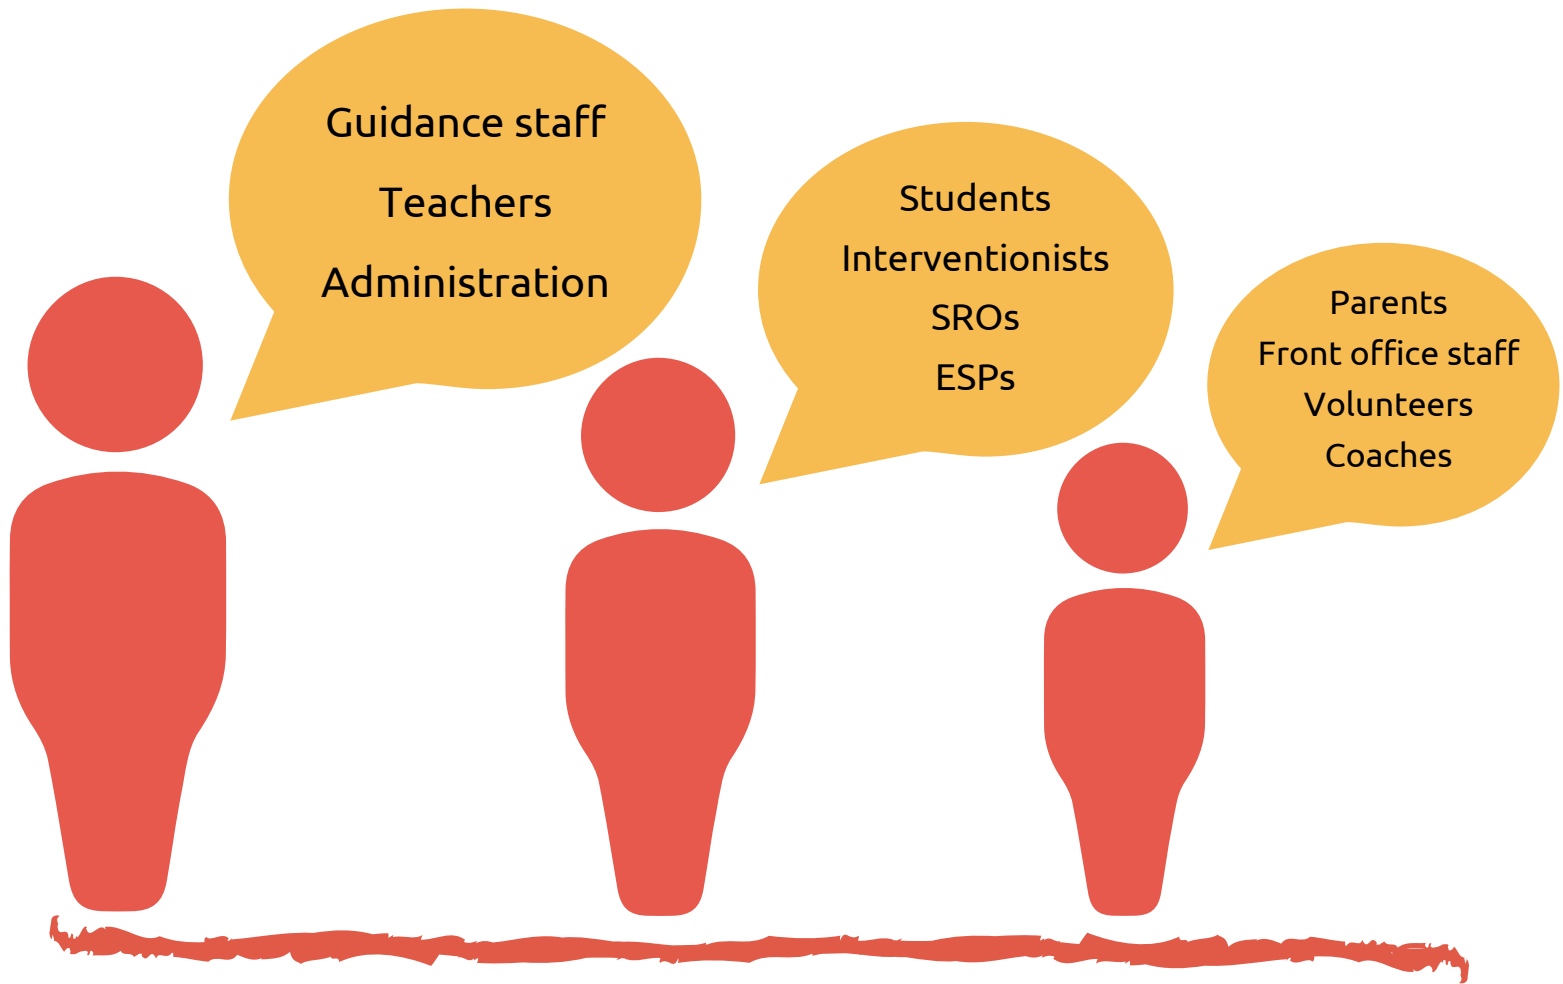 Guidance staff
Teachers
Administration
Students
Interventionists
SROs
ESPs
Parents
Front office staff
Volunteers
Coaches